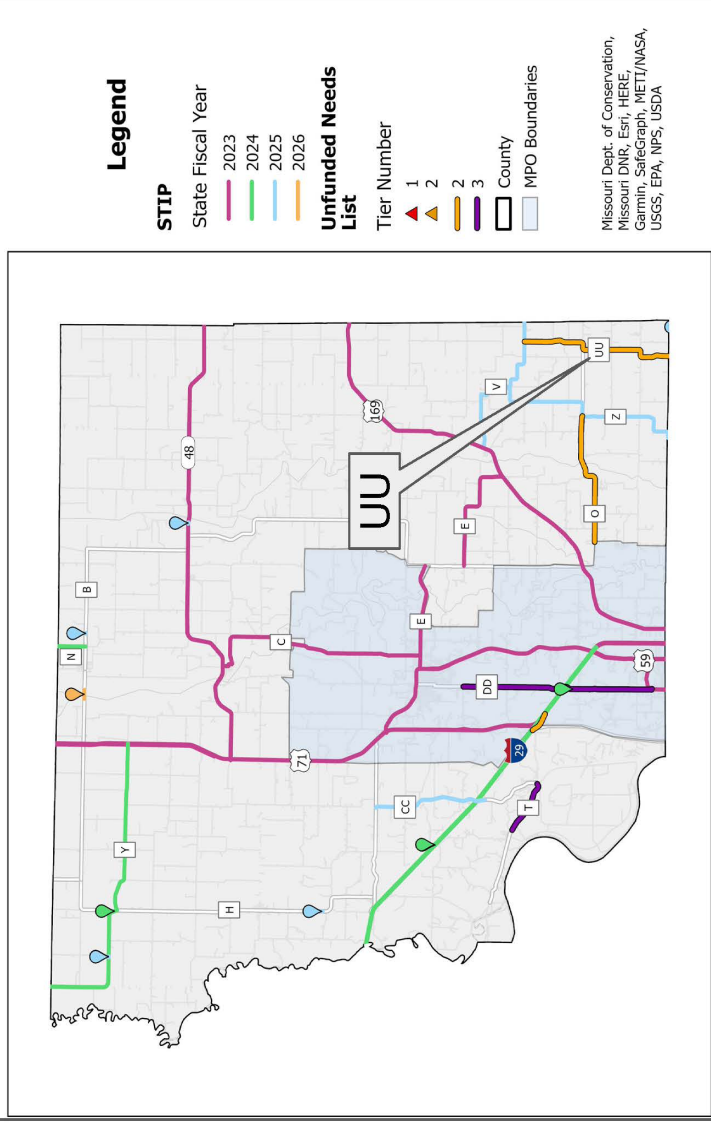 Legend
STIP
State Fiscal Year
2023
2024
2025
2026
Unfunded Needs
List
Tier Number
1
2
2
3
County
MPO Boundaries
Missouri Dept. of Conservation,
Missouri DNR, Esri, HERE,
Garmin, SafeGraph, METI/NASA,
USGS, EPA, NPS, USDA
UU
UU
48
169
V
Z
O
E
E
B
N
C
DD
59
71
29
CC
T
Y
H